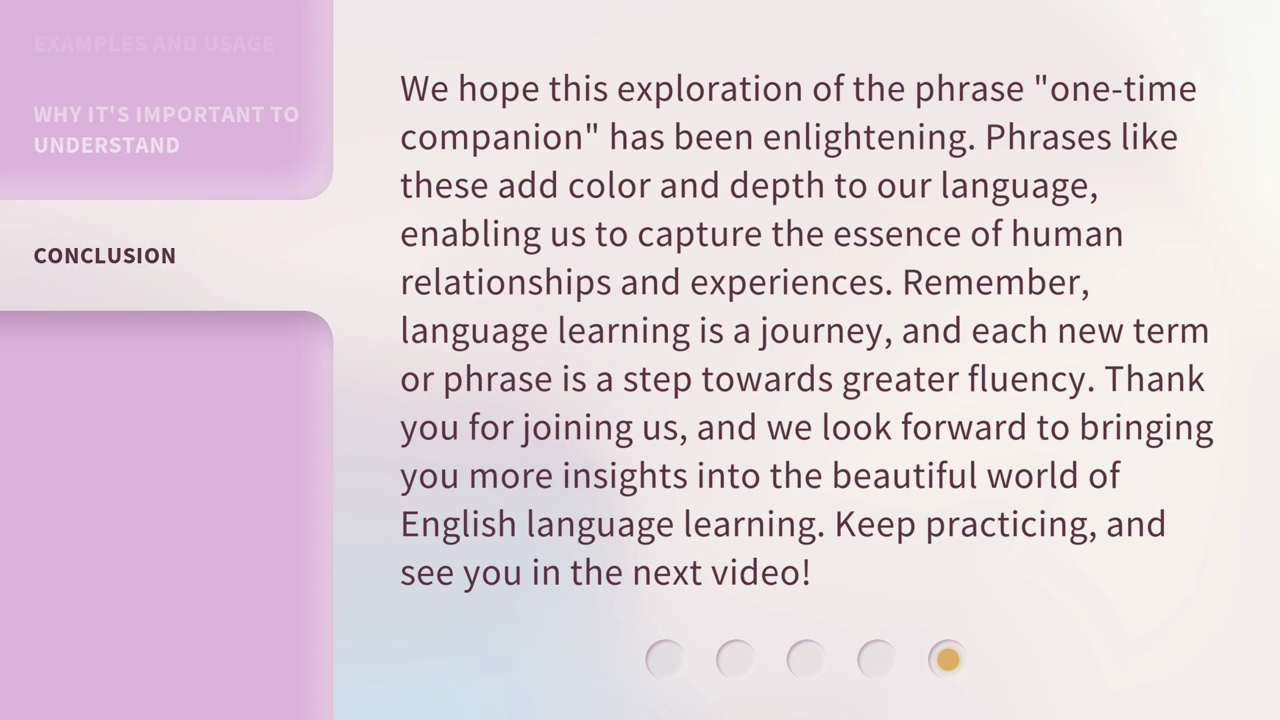 EXAMPLES AND USAGE
WHY IT'S IMPORTANT TO
UNDERSTAND
CONCLUSION
We hope this exploration of the phrase "one-time
companion" has been enlightening. Phrases like
these add color and depth to our language,
enabling us to capture the essence of human
relationships and experiences. Remember,
language learning is a journey, and each new term
or phrase is a step towards greater fluency. Thank
you for joining us, and we look forward to bringing
you more insights into the beautiful world of
English language learning. Keep practicing, and
see you in the next video!